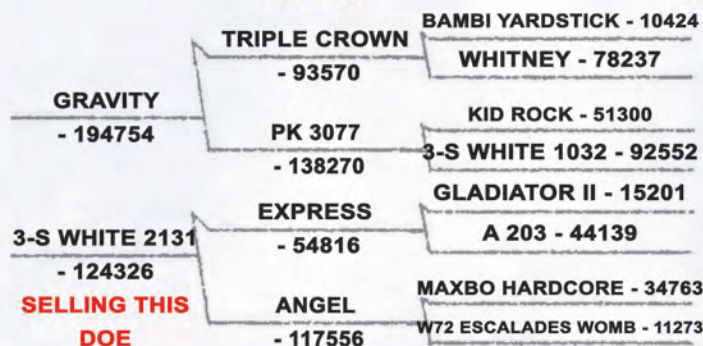 BAMBI YARDSTICK - 10424
TRIPLE CROWN
- 93570
WHITNEY - 78237
GRAVITY
- 194754
KID ROCK - 51300
PK 3077
- 138270
3-S WHITE 1032 - 92552
GLADIATOR II - 15201
EXPRESS
- 54816
A 203 - 44139
3-S WHITE 2131
- 124326
MAXBO HARDCORE - 34763
SELLING THIS
DOE
ANGEL
- 117556
W72 ESCALADES WOMB - 11273